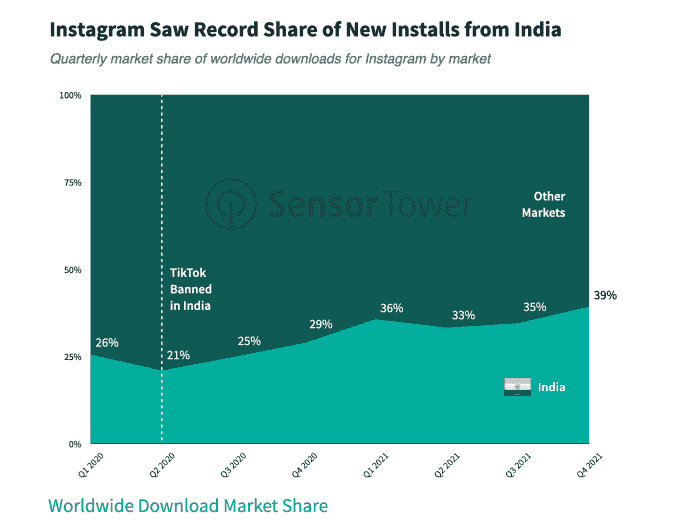 Instagram Saw Record Share of New Installs from India
Quarterly market share of worldwide downloads for Instagram by market
100%
75%
50%
25%
0%
SensorTower
Other
Markets
TikTok
Banned
in India
26%
21%
25%
29%
36%
33%
35%
39%
India
Q1 2020
Q2 2020
Q3 2020
Q4 2020
Q1 2021
Q2 2021
Q3 2021
Q4 2021
Worldwide Download Market Share